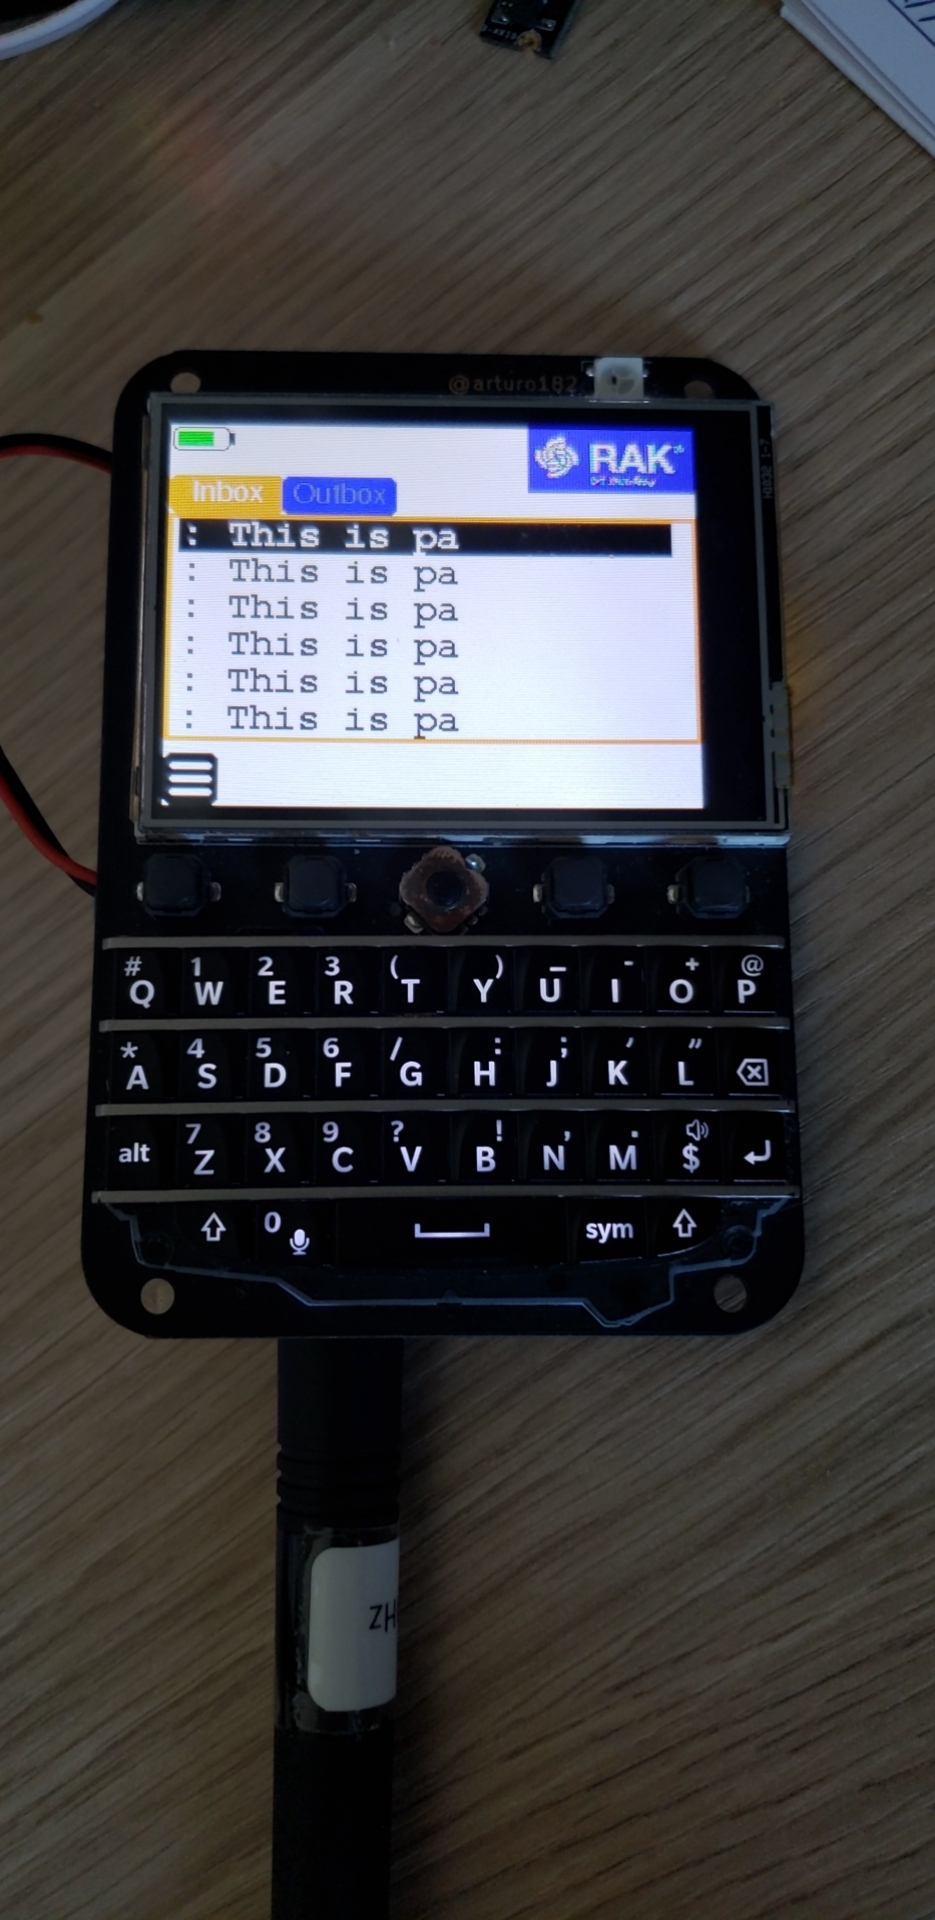 @arturo182
RAK®
Inbox Outbox
: This is pa
: This is pa
: This is pa
: This is pa
: This is pa
: This is pa
# 1 2 3 ( ) _ - + @
Q W E R T Y U I O P
* 4 5 6 / : ; ' "
A S D F G H J K L
alt 7 8 9 ? ! , .
Z X C V B N M $
0 sym
ZH